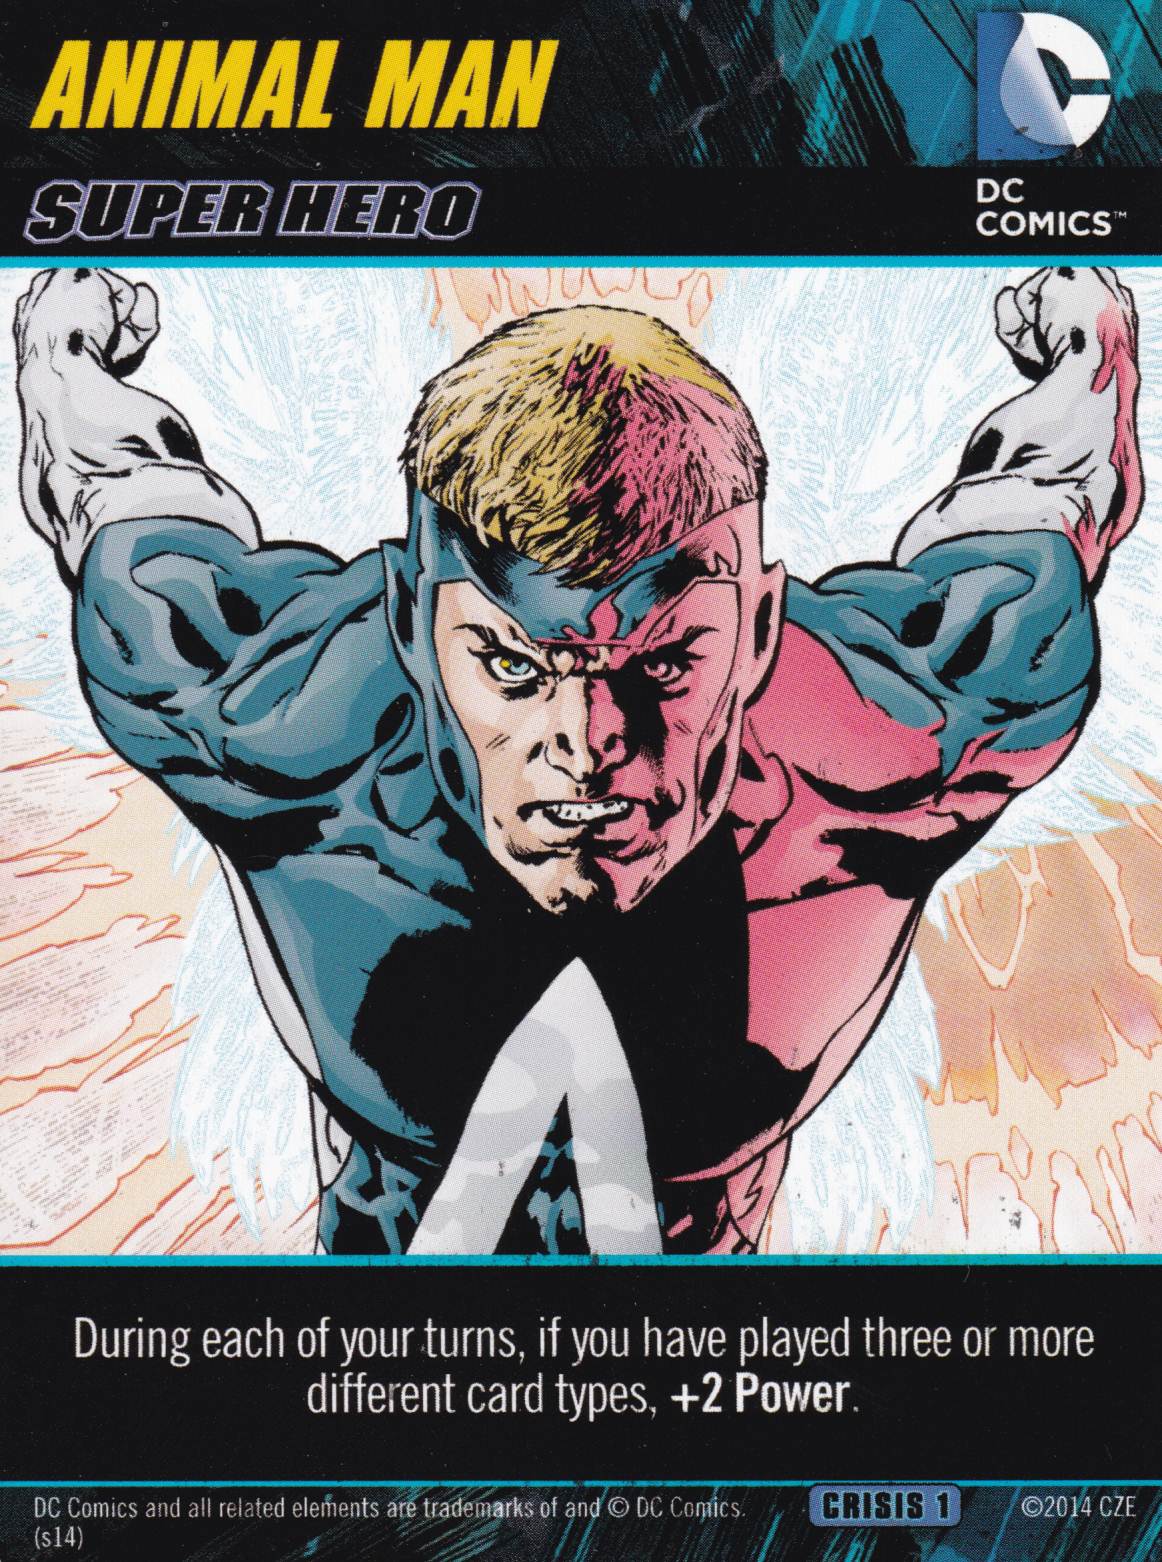 ANIMAL MAN
SUPER HERO
DC
COMICS™
During each of your turns, if you have played three or more
different card types, +2 Power.
DC Comics and all related elements are trademarks of and © DC Comics.
(s14)
CRISIS 1
©2014 CZE